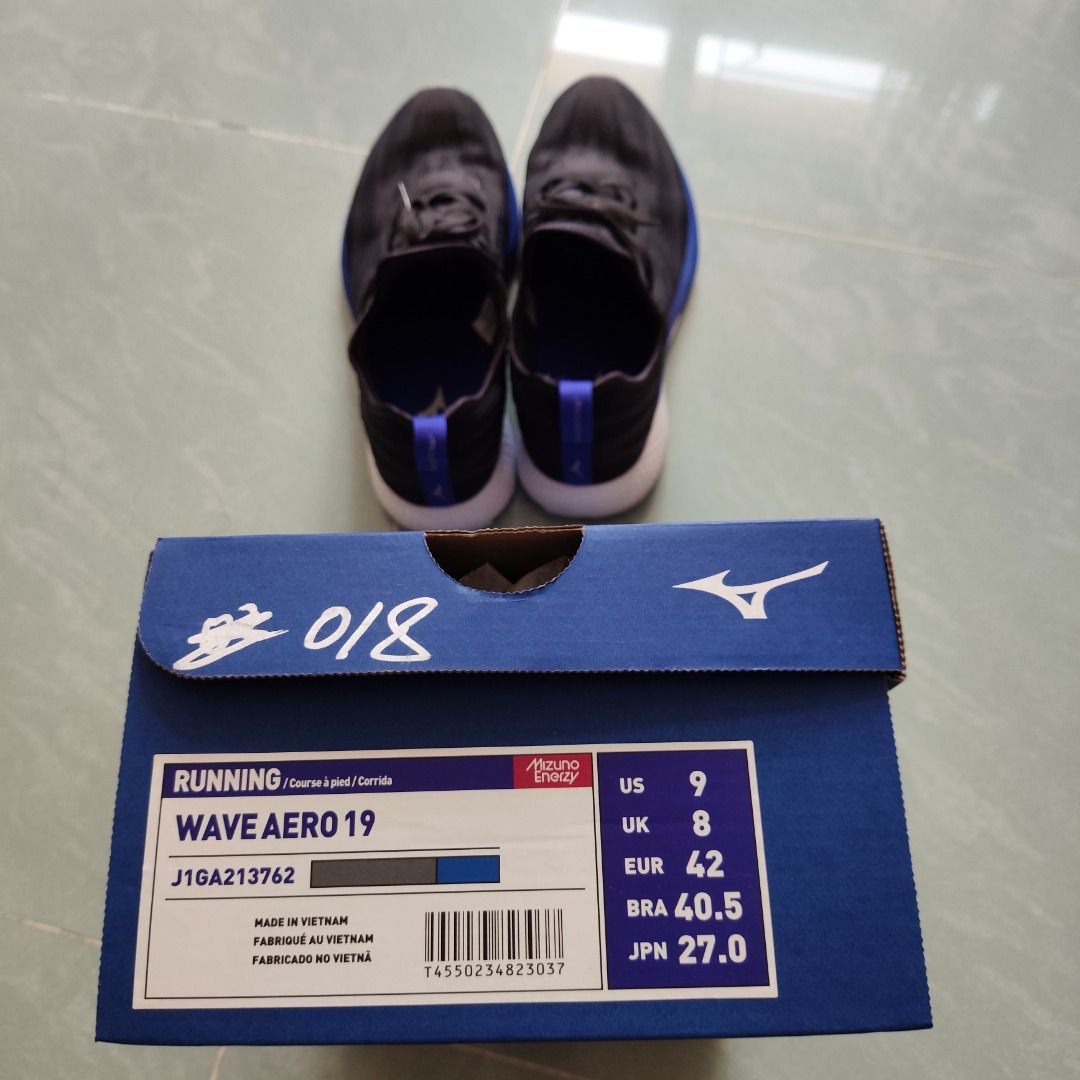 018
RUNNING / Course à pied / Corrida
Mizuno
Enerzy
WAVE AERO 19
J1GA213762
MADE IN VIETNAM
FABRIQUÉ AU VIETNAM
FABRICADO NO VIETNÃ
T4550234823037
US 9
UK 8
EUR 42
BRA 40.5
JPN 27.0